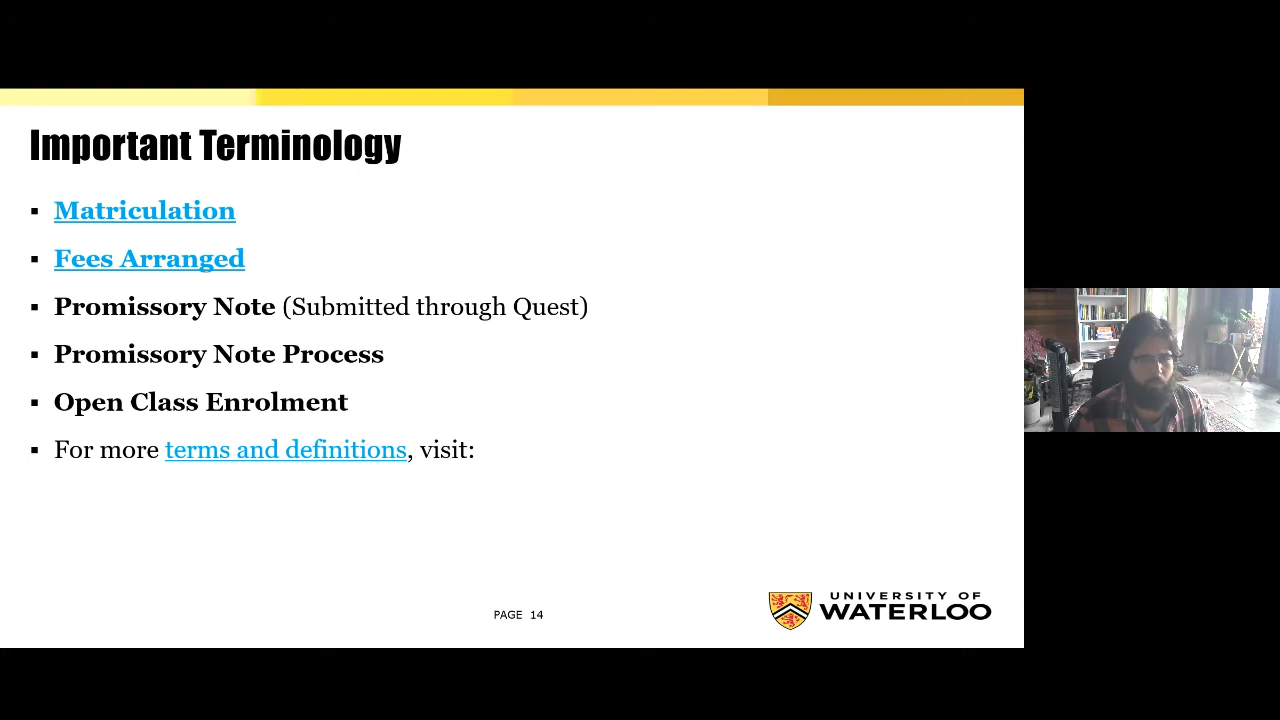 Important Terminology
Matriculation
Fees Arranged
Promissory Note (Submitted through Quest)
Promissory Note Process
Open Class Enrolment
For more terms and definitions, visit:
PAGE 14
UNIVERSITY OF
WATERLOO